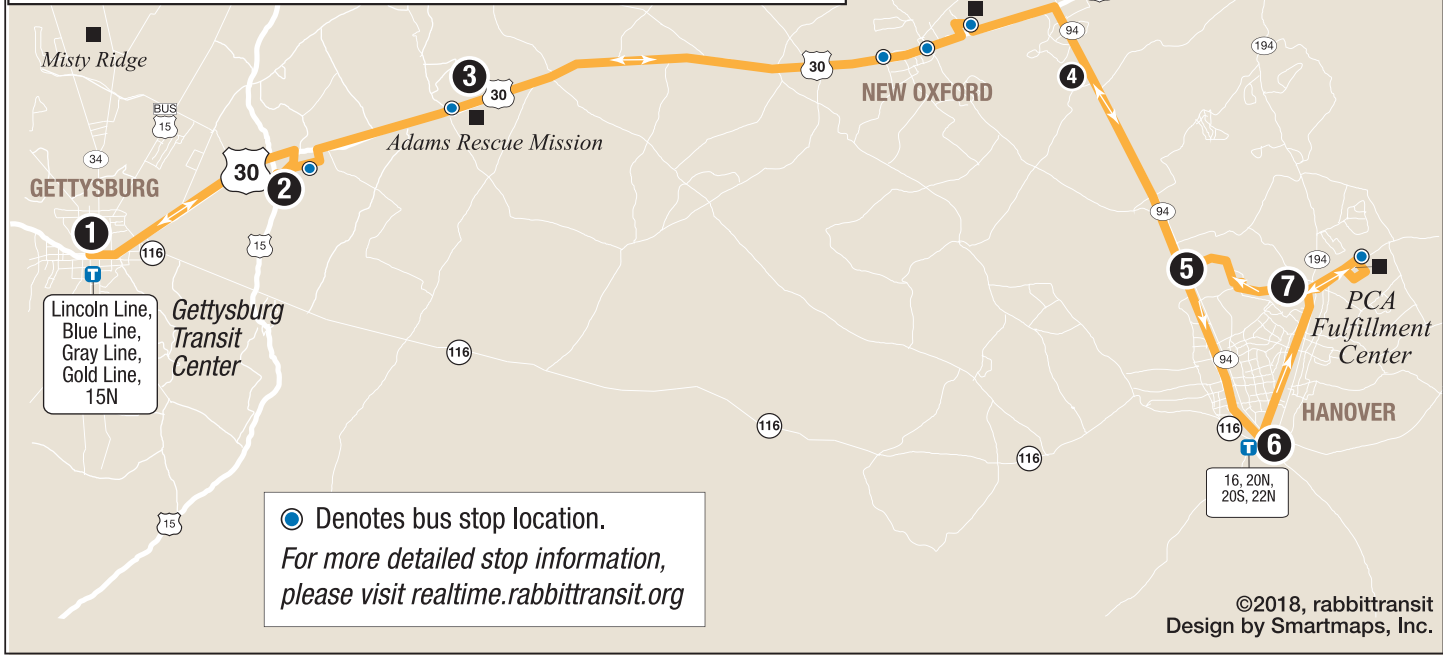 94
194
Misty Ridge
3
30
30
4
NEW OXFORD
BUS
15
Adams Rescue Mission
34
30
2
GETTYSBURG
94
1
116
15
5
7
194
Lincoln Line,
Blue Line,
Gray Line,
Gold Line,
15N
Gettysburg
Transit
Center
T
PCA
Fulfillment
Center
116
94
HANOVER
116
116
116
T
6
16, 20N,
20S, 22N
15
Denotes bus stop location.
For more detailed stop information,
please visit realtime.rabbittransit.org
©2018, rabbittransit
Design by Smartmaps, Inc.